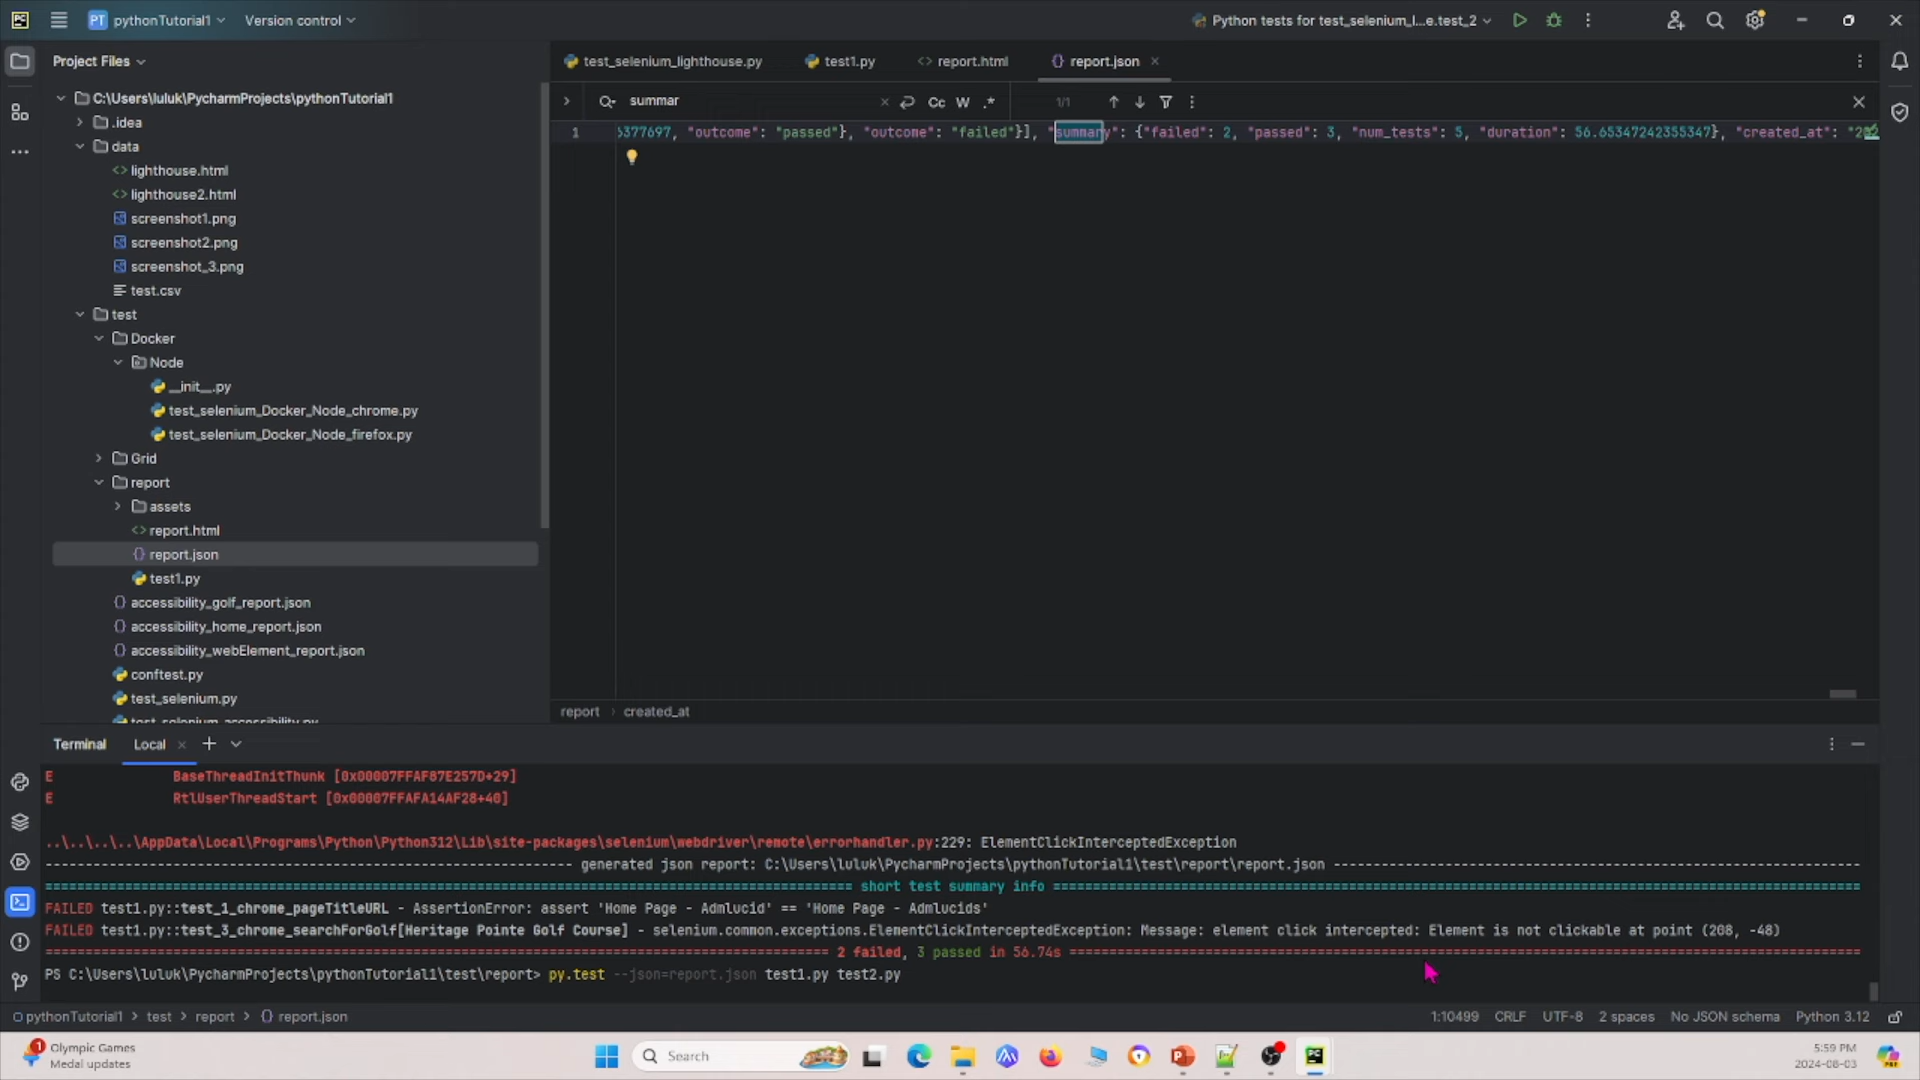 PC PT pythonTutorial1 Version control Python tests for test_selenium_l...e.test_2
Project Files
test_selenium_lighthouse.py test1.py report.html report.json
C:\Users\luluk\PycharmProjects\pythonTutorial1
summar Cc W .* 1/1
.idea
1 377697, "outcome": "passed"}, "outcome": "failed"}], "summary": {"failed": 2, "passed": 3, "num_tests": 5, "duration": 56.65347242355347}, "created_at":
data
lighthouse.html
lighthouse2.html
screenshot1.png
screenshot2.png
screenshot_3.png
test.csv
test
Docker
Node
__init__.py
test_selenium_Docker_Node_chrome.py
test_selenium_Docker_Node_firefox.py
Grid
report
assets
report.html
report.json
test1.py
accessibility_golf_report.json
accessibility_home_report.json
accessibility_webElement_report.json
conftest.py
test_selenium.py
test_selenium_accessibility.py
report › created_at
Terminal Local
E BaseThreadInitThunk [0x00007FFAF87E257D+29]
E RtlUserThreadStart [0x00007FFAFA14AF28+40]
..\..\..\..\AppData\Local\Programs\Python\Python312\Lib\site-packages\selenium\webdriver\remote\errorhandler.py:229: ElementClickInterceptedException
generated json report: C:\Users\luluk\PycharmProjects\pythonTutorial1\test\report\report.json
short test summary info
FAILED test1.py::test_1_chrome_pageTitleURL - AssertionError: assert 'Home Page - Admlucid' == 'Home Page - Admlucids'
FAILED test1.py::test_3_chrome_searchForGolf[Heritage Pointe Golf Course] - selenium.common.exceptions.ElementClickInterceptedException: Message: element click intercepted: Element is not clickable at point (208, -48)
2 failed, 3 passed in 56.74s
PS C:\Users\luluk\PycharmProjects\pythonTutorial1\test\report> py.test --json=report.json test1.py test2.py
pythonTutorial1 › test › report › report.json 1:10499 CRLF UTF-8 2 spaces No JSON schema Python 3.12
1 Olympic Games
Medal updates
Search
5:59 PM
2024-08-03